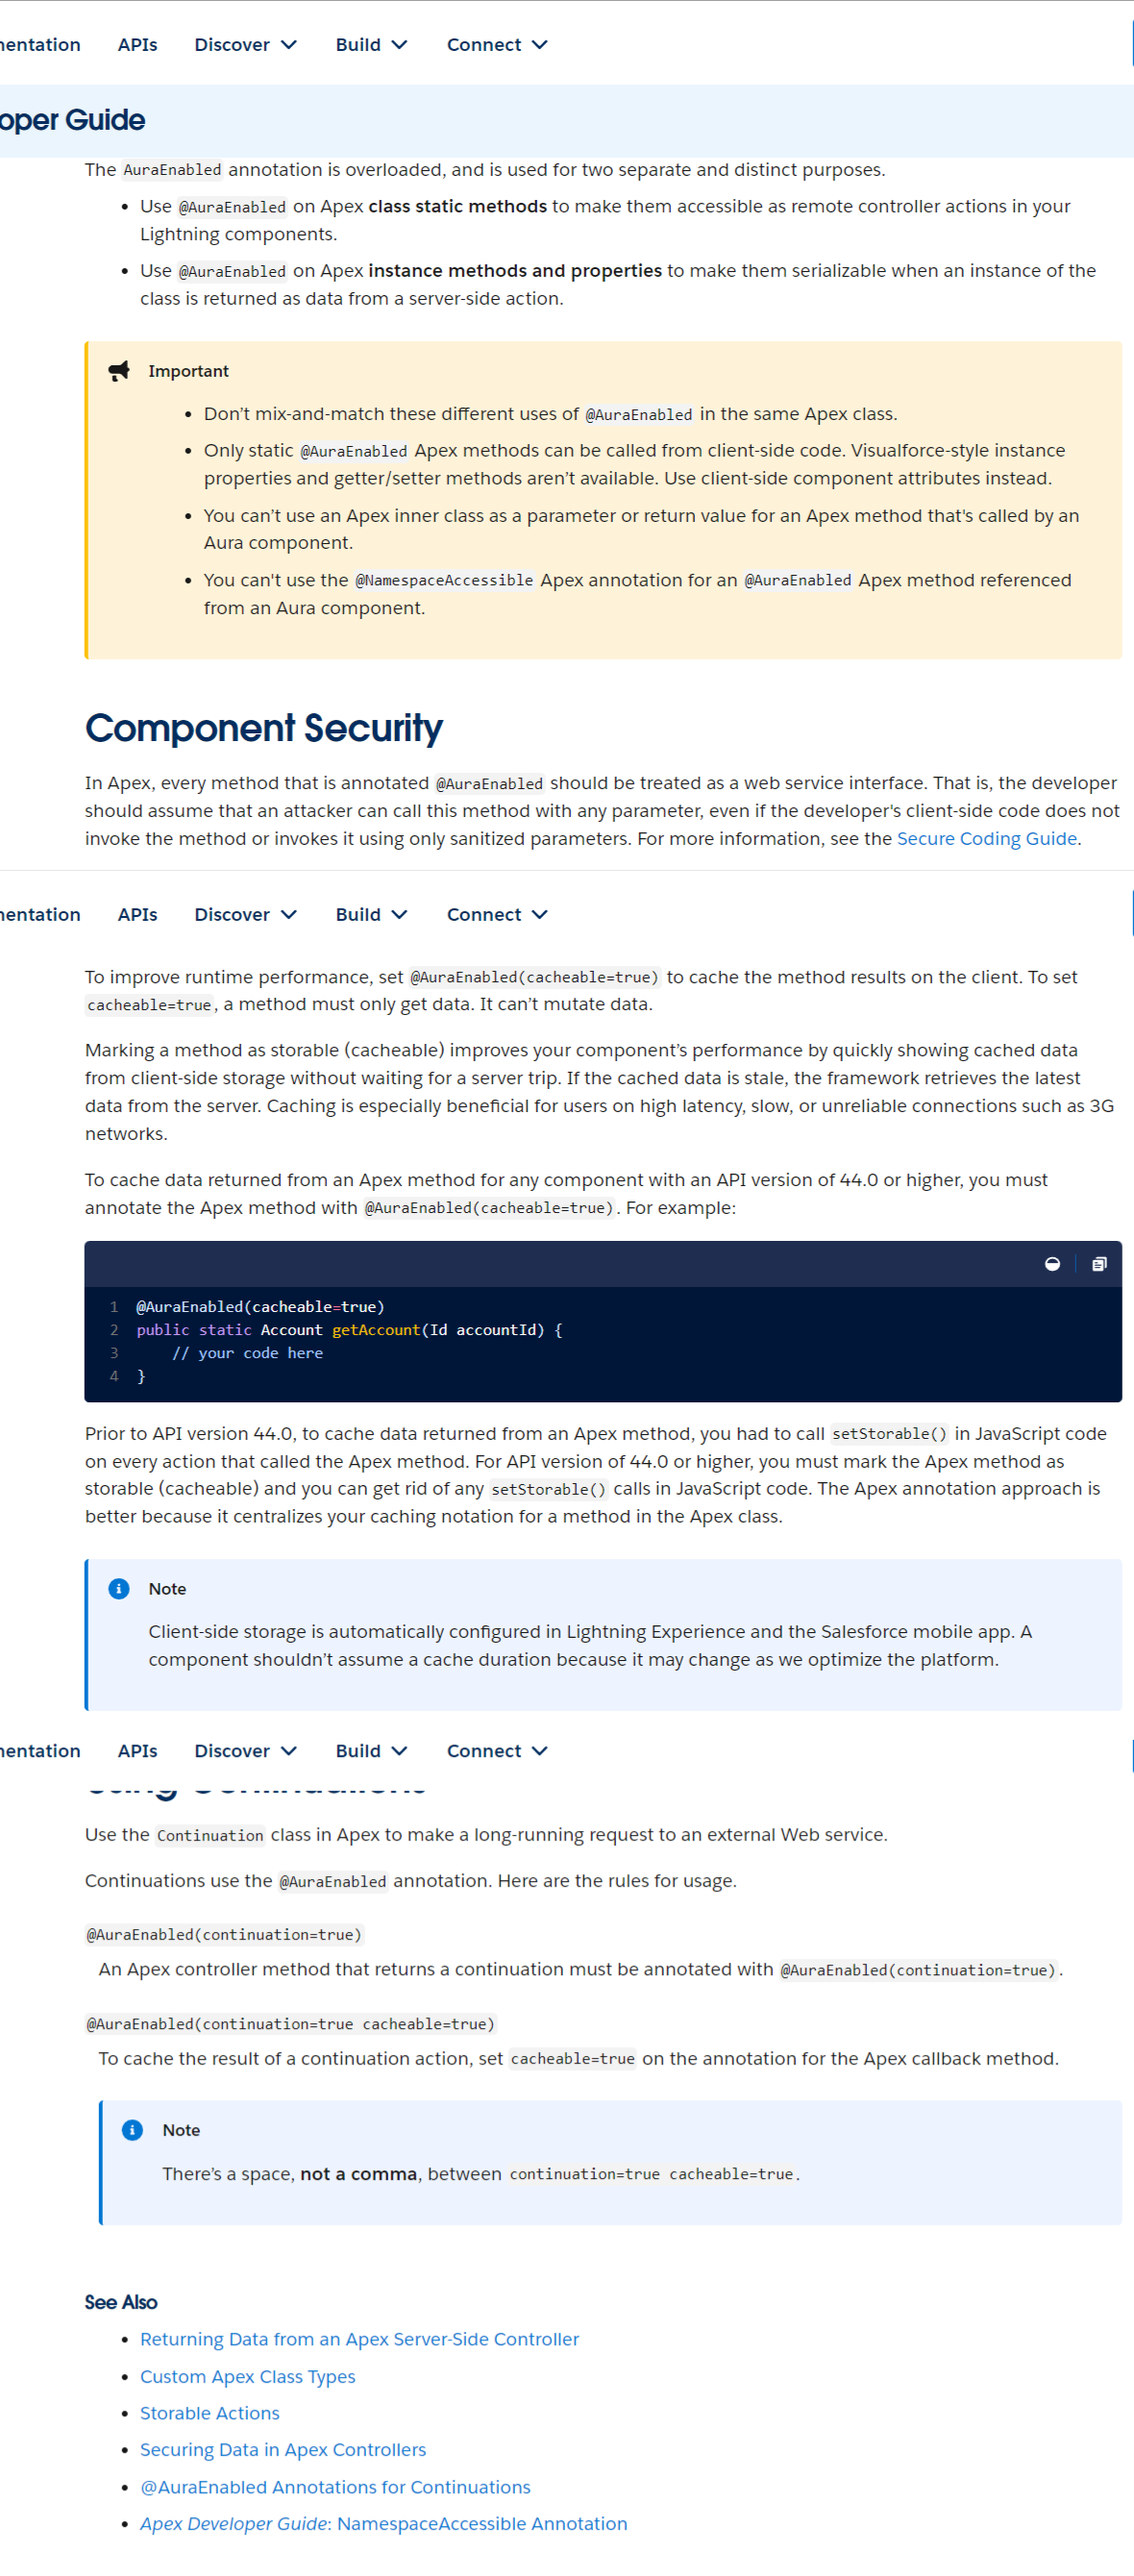 APIs Discover Build Connect
Guide
The AuraEnabled annotation is overloaded, and is used for two separate and distinct purposes.
• Use @AuraEnabled on Apex class static methods to make them accessible as remote controller actions in your
Lightning components.
• Use @AuraEnabled on Apex instance methods and properties to make them serializable when an instance of the
class is returned as data from a server-side action.
Important
• Don’t mix-and-match these different uses of @AuraEnabled in the same Apex class.
• Only static @AuraEnabled Apex methods can be called from client-side code. Visualforce-style instance
properties and getter/setter methods aren’t available. Use client-side component attributes instead.
• You can’t use an Apex inner class as a parameter or return value for an Apex method that's called by an
Aura component.
• You can't use the @NamespaceAccessible Apex annotation for an @AuraEnabled Apex method referenced
from an Aura component.
Component Security
In Apex, every method that is annotated @AuraEnabled should be treated as a web service interface. That is, the developer
should assume that an attacker can call this method with any parameter, even if the developer's client-side code does not
invoke the method or invokes it using only sanitized parameters. For more information, see the Secure Coding Guide.
APIs Discover Build Connect
To improve runtime performance, set @AuraEnabled(cacheable=true) to cache the method results on the client. To set
cacheable=true, a method must only get data. It can’t mutate data.
Marking a method as storable (cacheable) improves your component’s performance by quickly showing cached data
from client-side storage without waiting for a server trip. If the cached data is stale, the framework retrieves the latest
data from the server. Caching is especially beneficial for users on high latency, slow, or unreliable connections such as 3G
networks.
To cache data returned from an Apex method for any component with an API version of 44.0 or higher, you must
annotate the Apex method with @AuraEnabled(cacheable=true). For example:
1 @AuraEnabled(cacheable=true)
2 public static Account getAccount(Id accountId) {
3 // your code here
4 }
Prior to API version 44.0, to cache data returned from an Apex method, you had to call setStorable() in JavaScript code
on every action that called the Apex method. For API version of 44.0 or higher, you must mark the Apex method as
storable (cacheable) and you can get rid of any setStorable() calls in JavaScript code. The Apex annotation approach is
better because it centralizes your caching notation for a method in the Apex class.
Note
Client-side storage is automatically configured in Lightning Experience and the Salesforce mobile app. A
component shouldn’t assume a cache duration because it may change as we optimize the platform.
APIs Discover Build Connect
Use the Continuation class in Apex to make a long-running request to an external Web service.
Continuations use the @AuraEnabled annotation. Here are the rules for usage.
@AuraEnabled(continuation=true)
An Apex controller method that returns a continuation must be annotated with @AuraEnabled(continuation=true).
@AuraEnabled(continuation=true cacheable=true)
To cache the result of a continuation action, set cacheable=true on the annotation for the Apex callback method.
Note
There’s a space, not a comma, between continuation=true cacheable=true.
See Also
• Returning Data from an Apex Server-Side Controller
• Custom Apex Class Types
• Storable Actions
• Securing Data in Apex Controllers
• @AuraEnabled Annotations for Continuations
• Apex Developer Guide: NamespaceAccessible Annotation